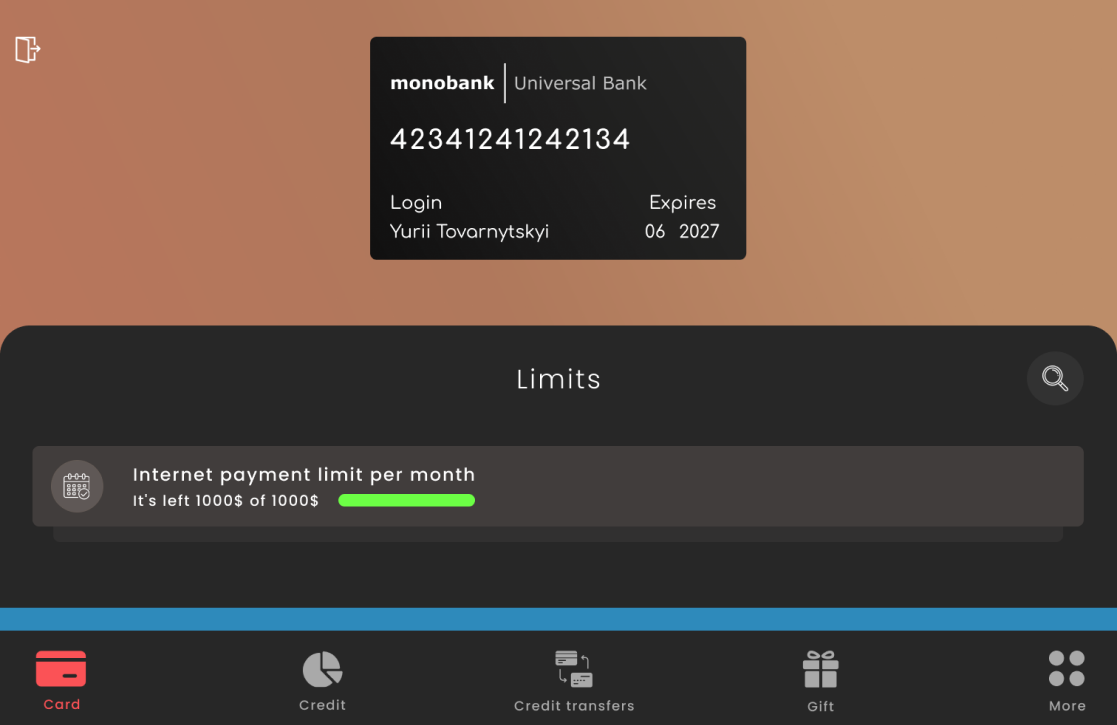 monobank | Universal Bank
42341241242134
Login Expires
Yurii Tovarnytskyi 06 2027
Limits
Internet payment limit per month
It's left 1000$ of 1000$
Card Credit Credit transfers Gift More